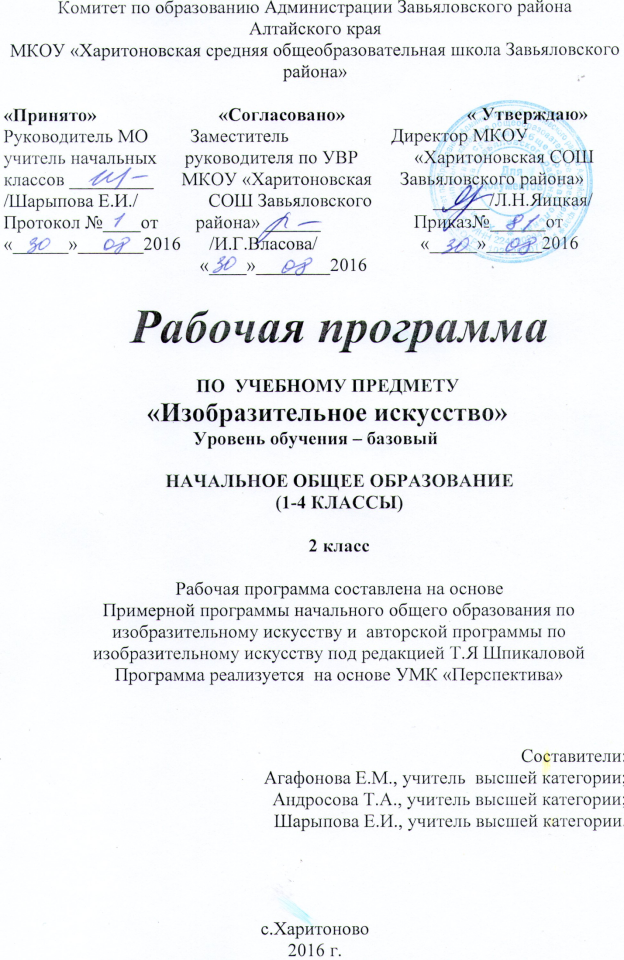 Комитет по образованию Администрации Завьяловского района
Алтайского края
МКОУ «Харитоновская средняя общеобразовательная школа Завьяловского
района»
«Принято» «Согласовано» « Утверждаю»
Руководитель МО Заместитель Директор МКОУ
учитель начальных руководителя по УВР «Харитоновская СОШ
классов ________ МКОУ «Харитоновская Завьяловского района»
/Шарыпова Е.И./ СОШ Завьяловского ______/Л.Н.Яицкая/
Протокол № 1 от района» ______ Приказ№ 81 от
« 30 » 08 2016 /И.Г.Власова/ « 30 » 08 2016
« 30 » 08 2016
Рабочая программа
ПО УЧЕБНОМУ ПРЕДМЕТУ
«Изобразительное искусство»
Уровень обучения – базовый
НАЧАЛЬНОЕ ОБЩЕЕ ОБРАЗОВАНИЕ
(1-4 КЛАССЫ)
2 класс
Рабочая программа составлена на основе
Примерной программы начального общего образования по
изобразительному искусству и авторской программы по
изобразительному искусству под редакцией Т.Я Шпикаловой
Программа реализуется на основе УМК «Перспектива»
Составители:
Агафонова Е.М., учитель высшей категории;
Андросова Т.А., учитель высшей категории;
Шарыпова Е.И., учитель высшей категории.
с.Харитоново
2016 г.